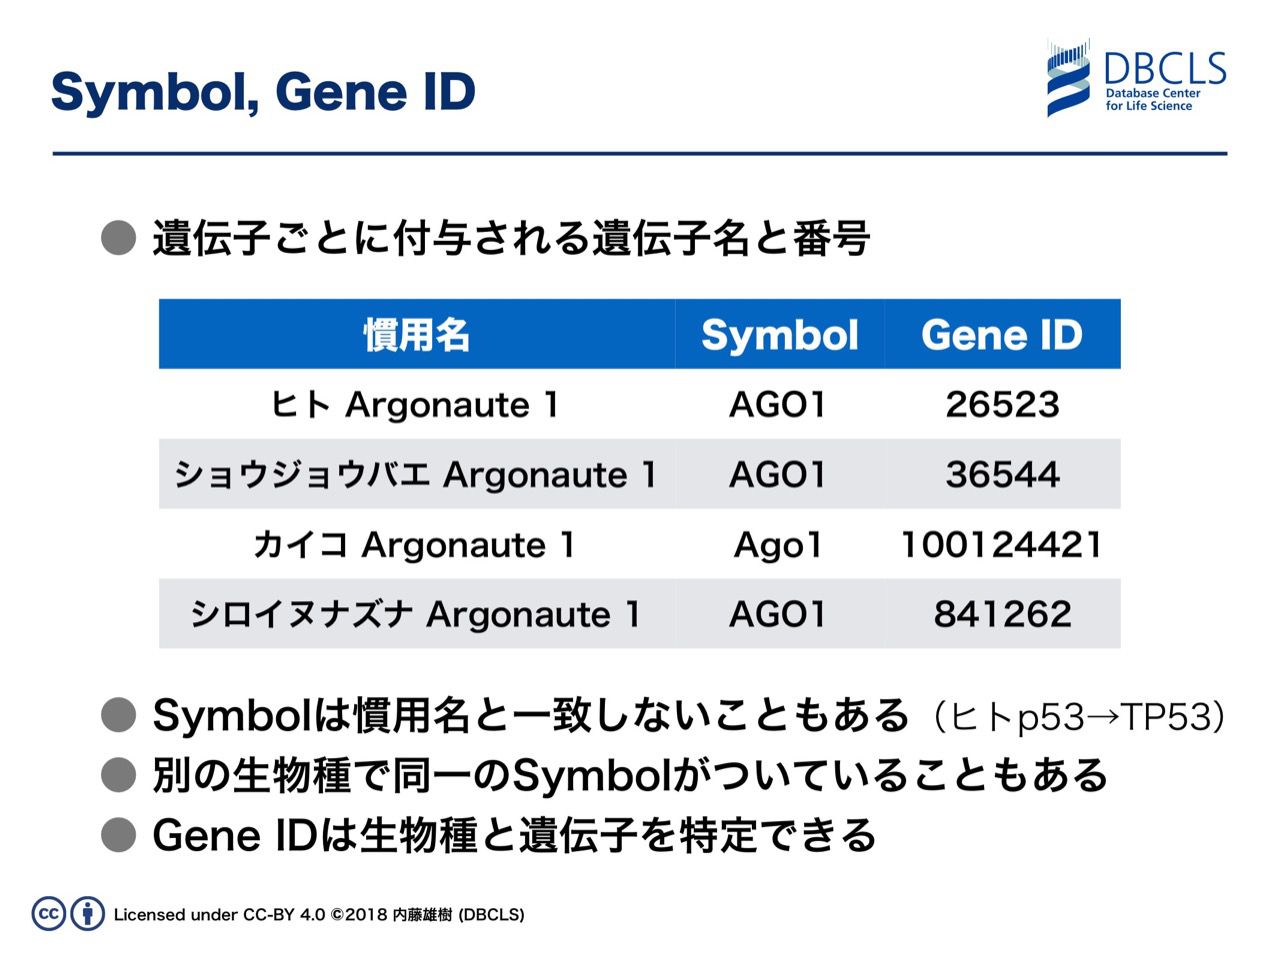 Symbol, Gene ID
DBCLS
Database Center
for Life Science
● 遺伝子ごとに付与される遺伝子名と番号
慣用名 Symbol Gene ID
ヒト Argonaute 1 AGO1 26523
ショウジョウバエ Argonaute 1 AGO1 36544
カイコ Argonaute 1 Ago1 100124421
シロイヌナズナ Argonaute 1 AGO1 841262
● Symbolは慣用名と一致しないこともある（ヒトp53→TP53）
● 別の生物種で同一のSymbolがついていることもある
● Gene IDは生物種と遺伝子を特定できる
cc Licensed under CC-BY 4.0 ©2018 内藤雄樹 (DBCLS)